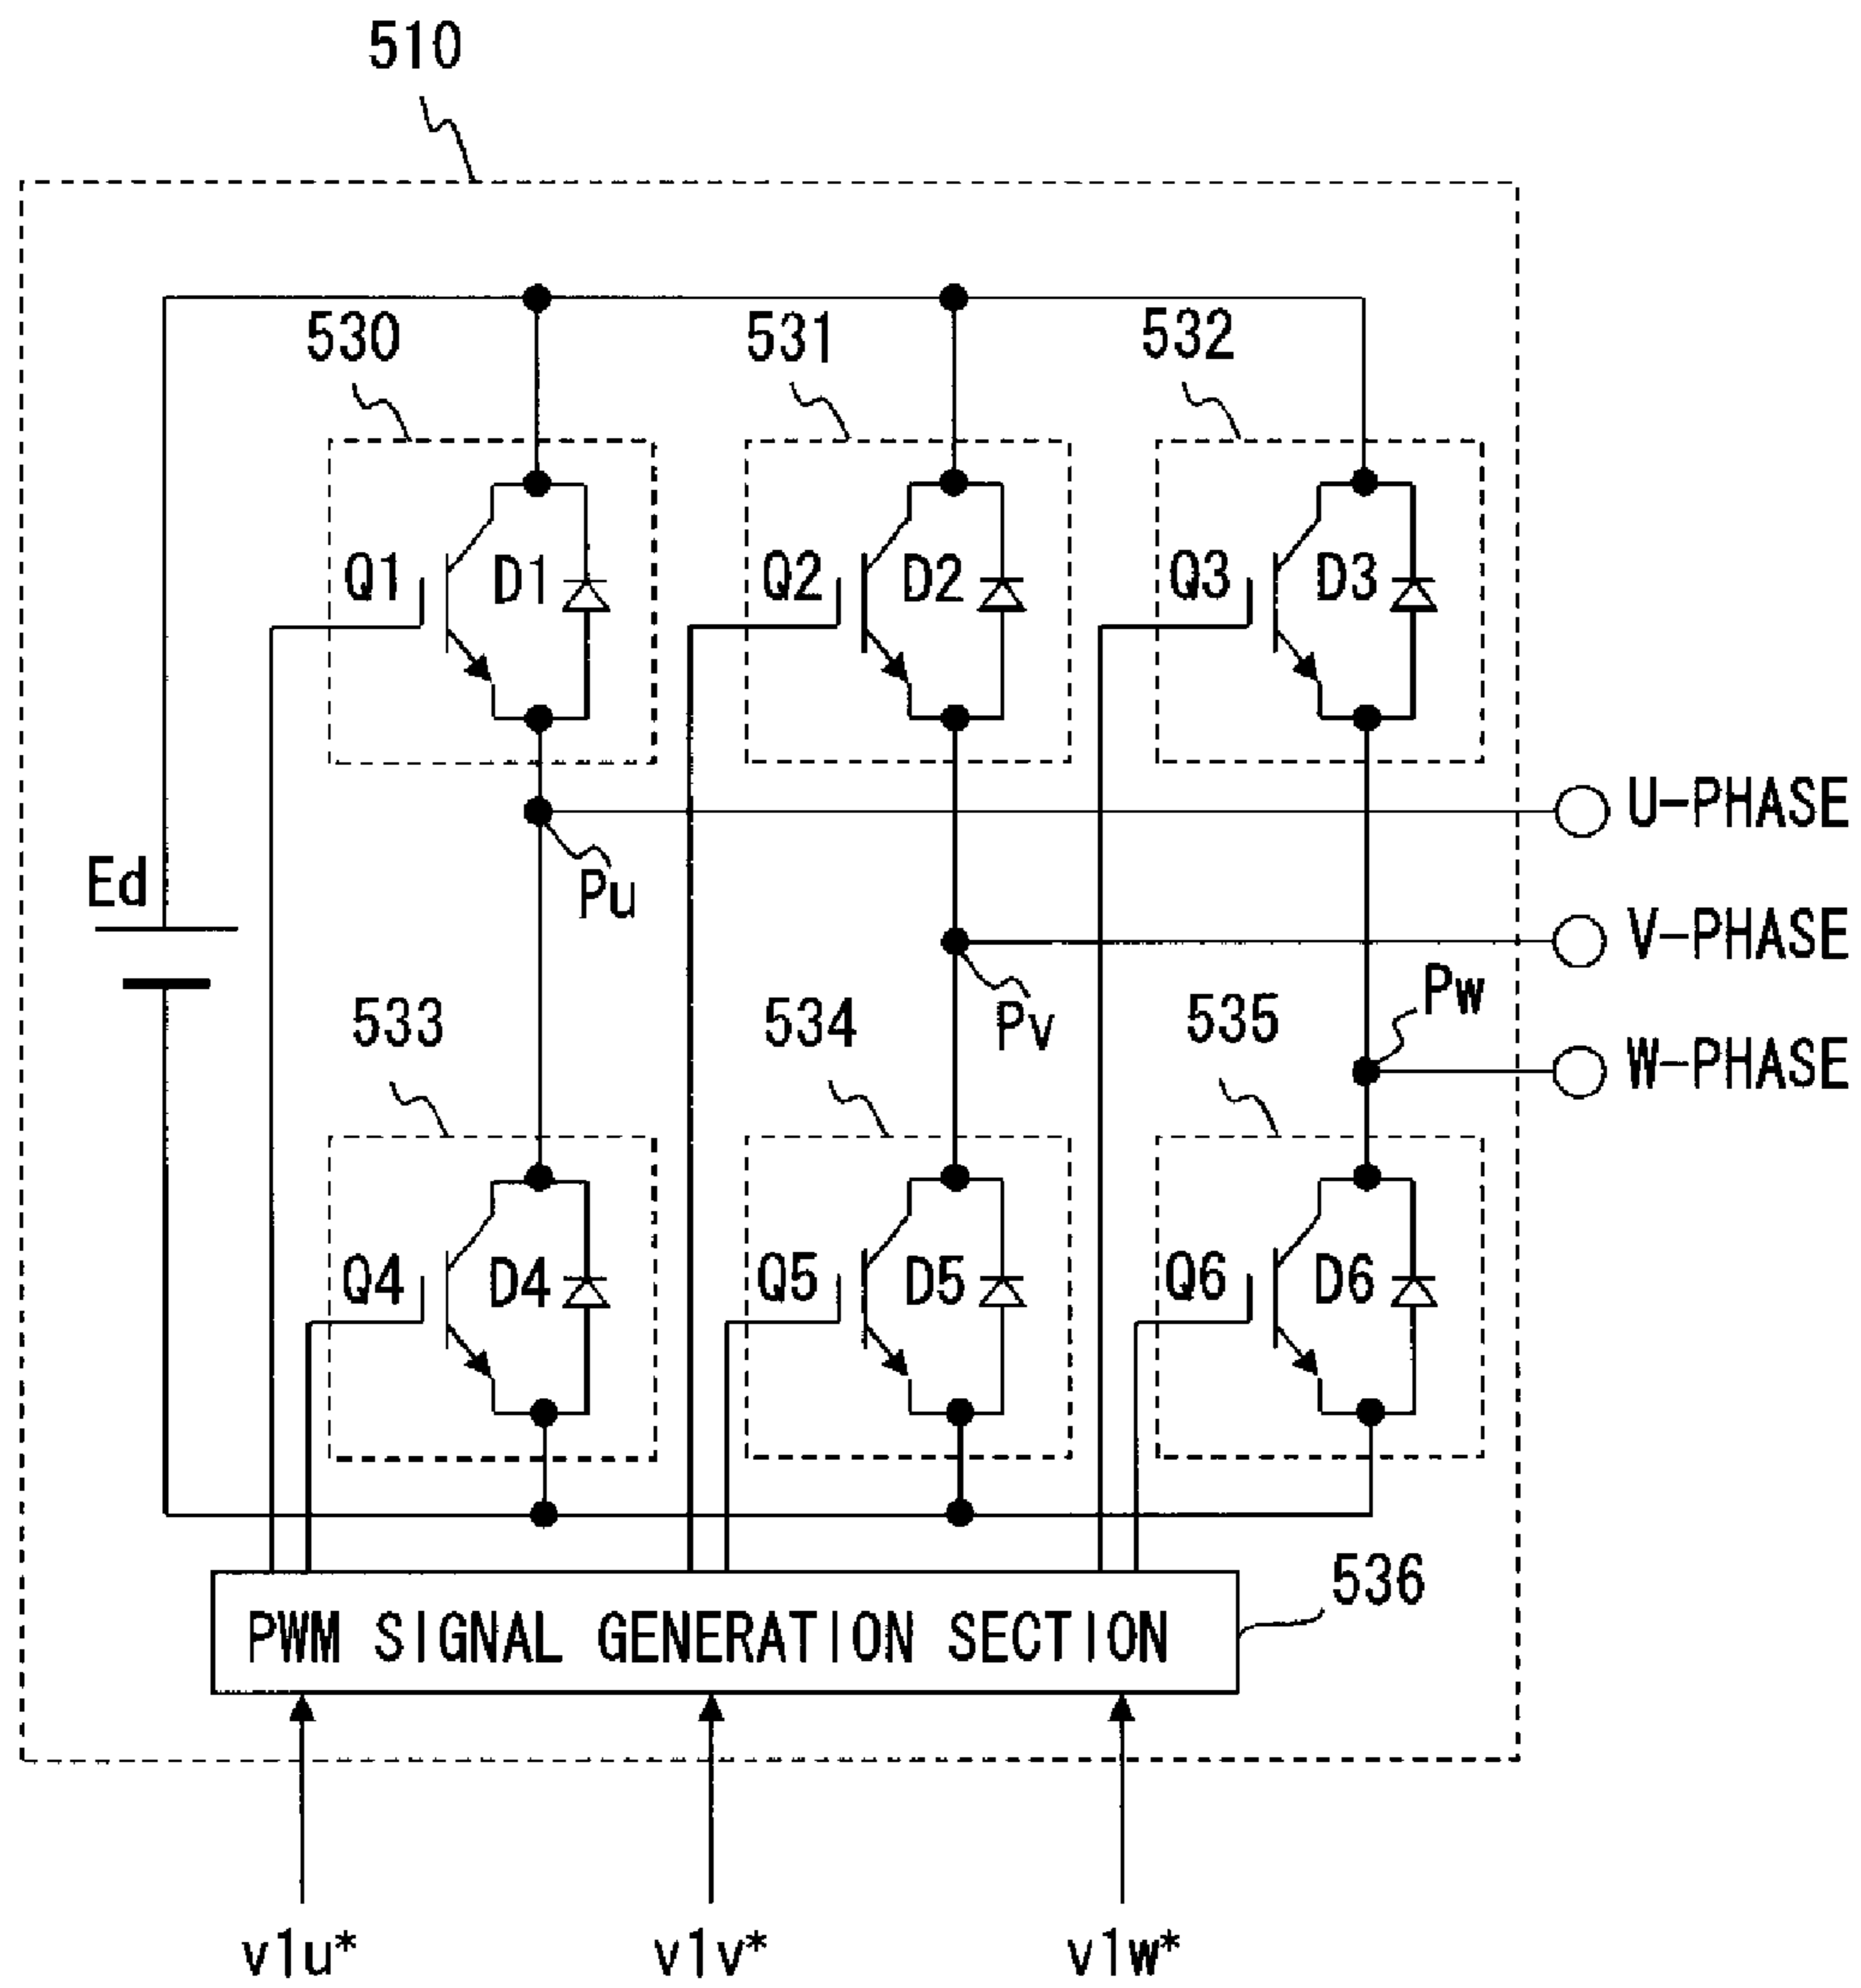 510
530
531
532
Q1
D1
Q2
D2
Q3
D3
U-PHASE
Ed
Pu
V-PHASE
Pw
533
534
Pv
535
W-PHASE
Q4
D4
Q5
D5
Q6
D6
536
PWM SIGNAL GENERATION SECTION
v1u*
v1v*
v1w*